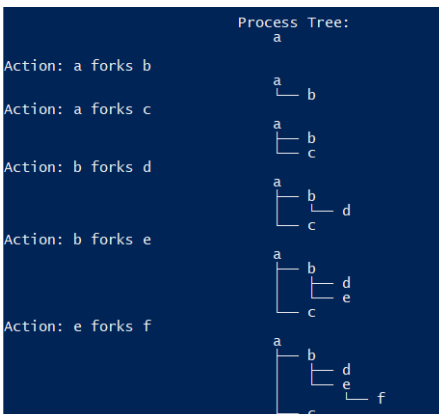 Process Tree:
a
Action: a forks b
a
└── b
Action: a forks c
a
├── b
└── c
Action: b forks d
a
├── b
│   └── d
└── c
Action: b forks e
a
├── b
│   ├── d
│   └── e
└── c
Action: e forks f
a
├── b
│   ├── d
│   └── e
│       └── f
└── c